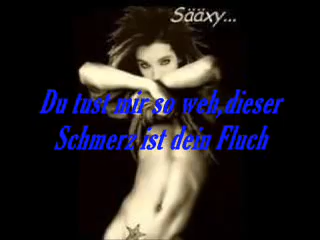 Sääxy...
Du tust mir so weh,dieser
Schmerz ist dein Fluch